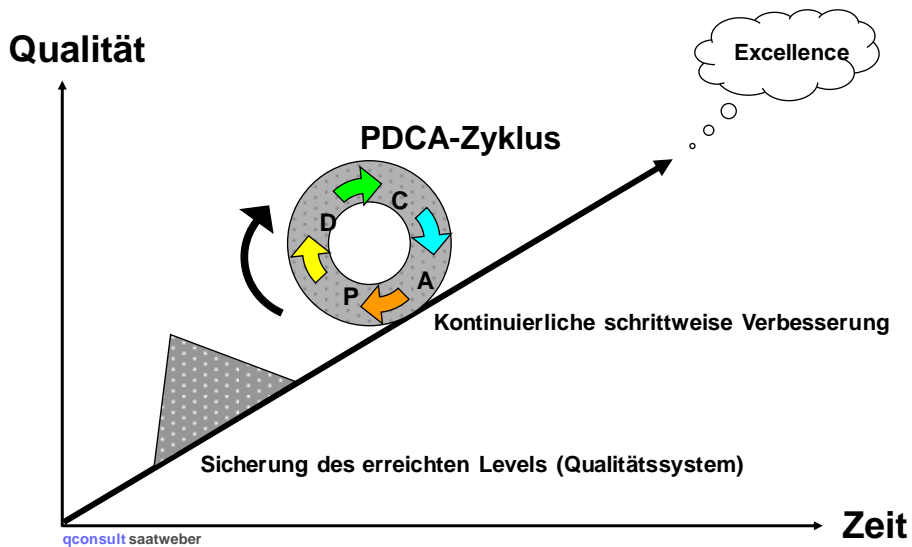 Qualität
Excellence
PDCA-Zyklus
C
D
A
P
Kontinuierliche schrittweise Verbesserung
Sicherung des erreichten Levels (Qualitätssystem)
Zeit
qconsult saatweber